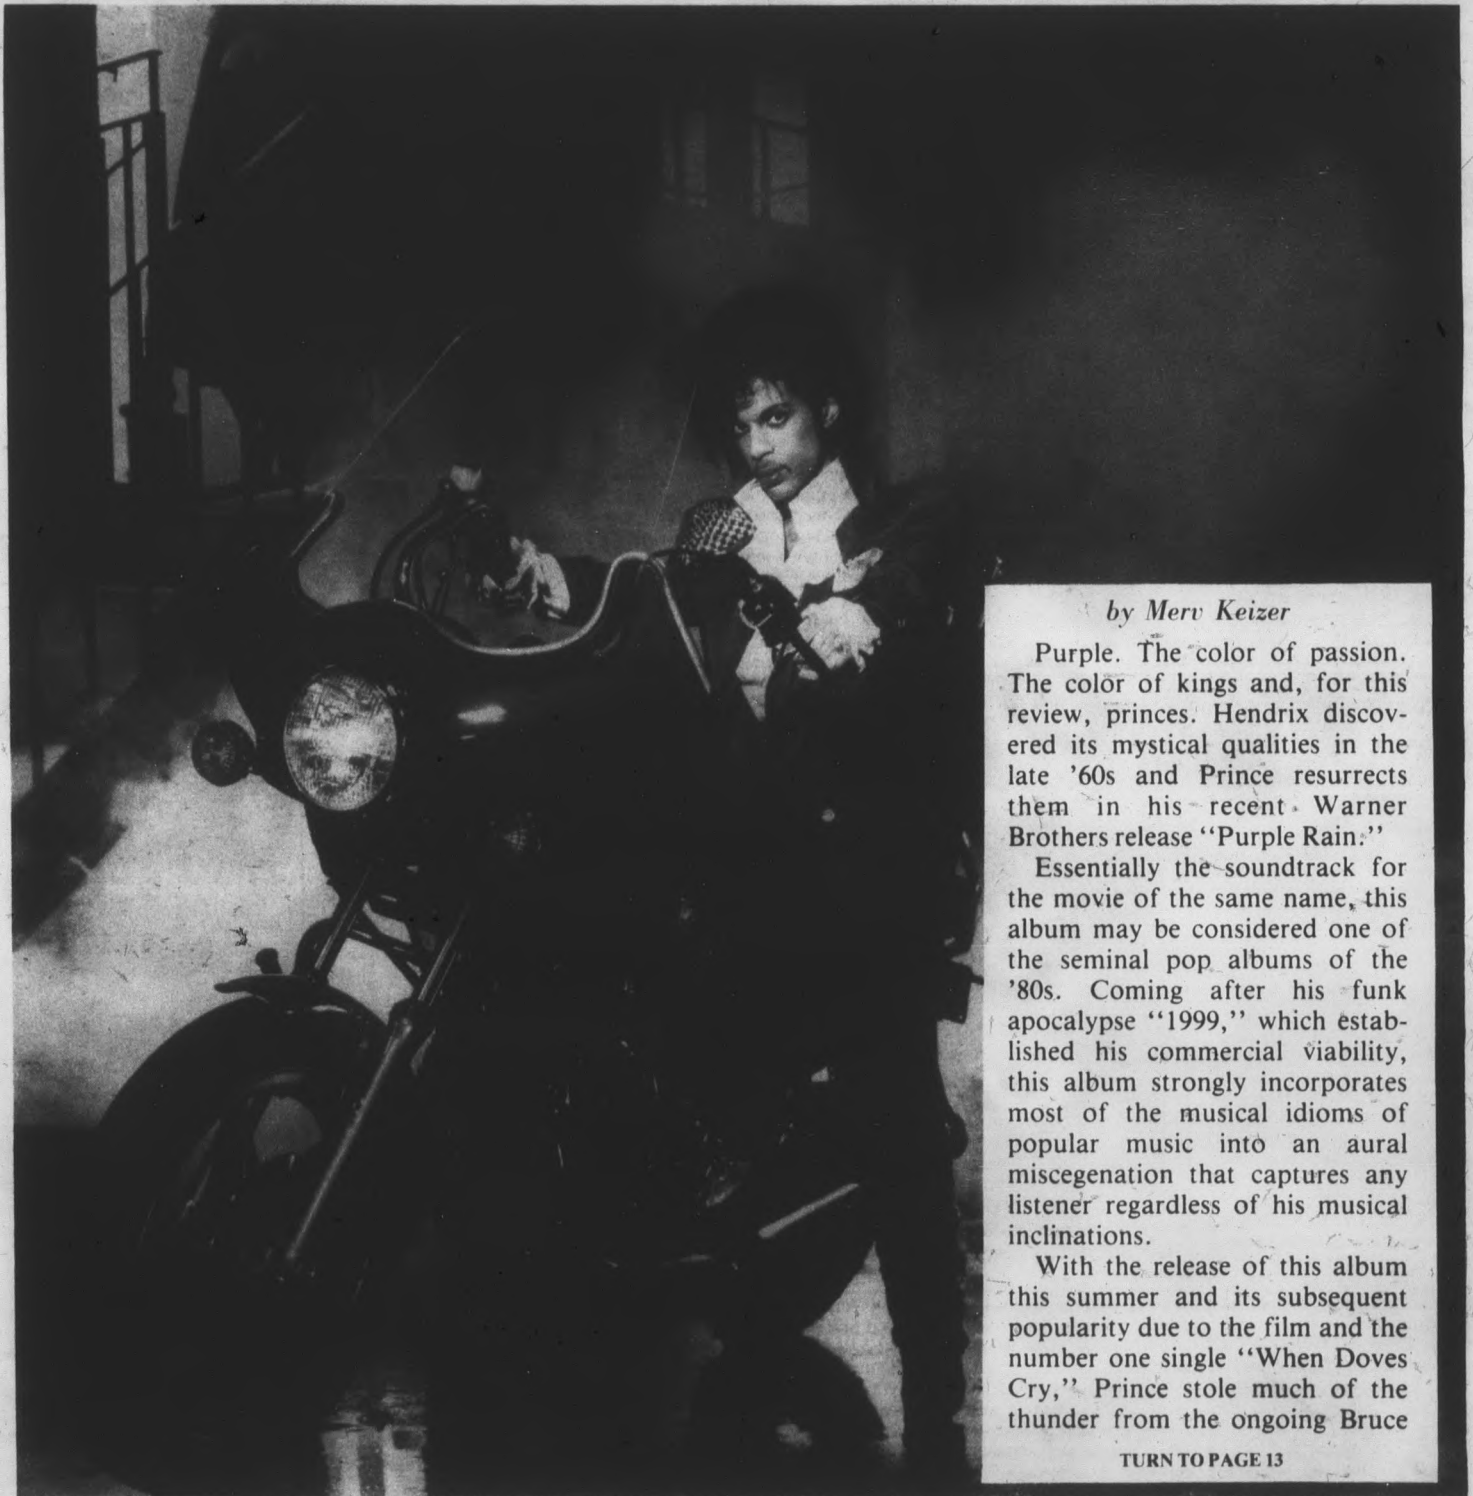 by Merv Keizer
Purple. The color of passion.
The color of kings and, for this
review, princes. Hendrix discov-
ered its mystical qualities in the
late '60s and Prince resurrects
them in his recent Warner
Brothers release "Purple Rain."
Essentially the soundtrack for
the movie of the same name, this
album may be considered one of
the seminal pop albums of the
'80s. Coming after his funk
apocalypse "1999," which estab-
lished his commercial viability,
this album strongly incorporates
most of the musical idioms of
popular music into an aural
miscegenation that captures any
listener regardless of his musical
inclinations.
With the release of this album
this summer and its subsequent
popularity due to the film and the
number one single "When Doves
Cry," Prince stole much of the
thunder from the ongoing Bruce
TURN TO PAGE 13